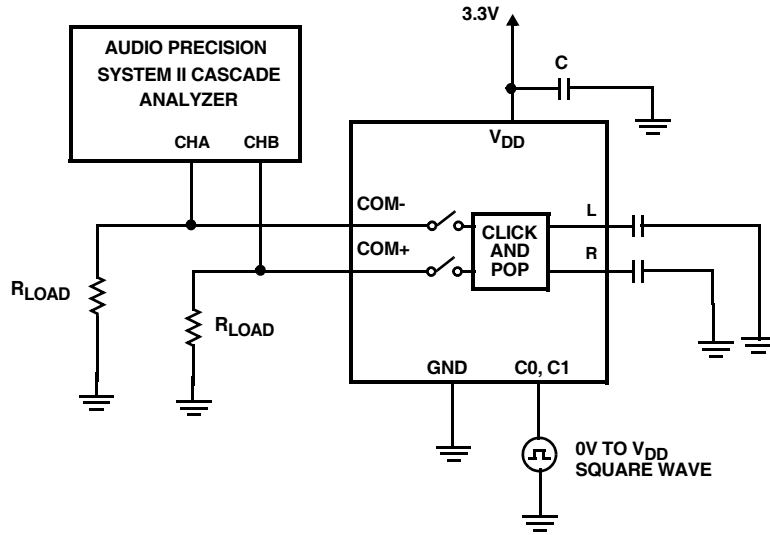 3.3V
C
AUDIO PRECISION
SYSTEM II CASCADE
ANALYZER
CHA CHB
VDD
COM-
COM+
CLICK
AND
POP
L
R
RLOAD
RLOAD
GND
C0, C1
0V TO VDD
SQUARE WAVE